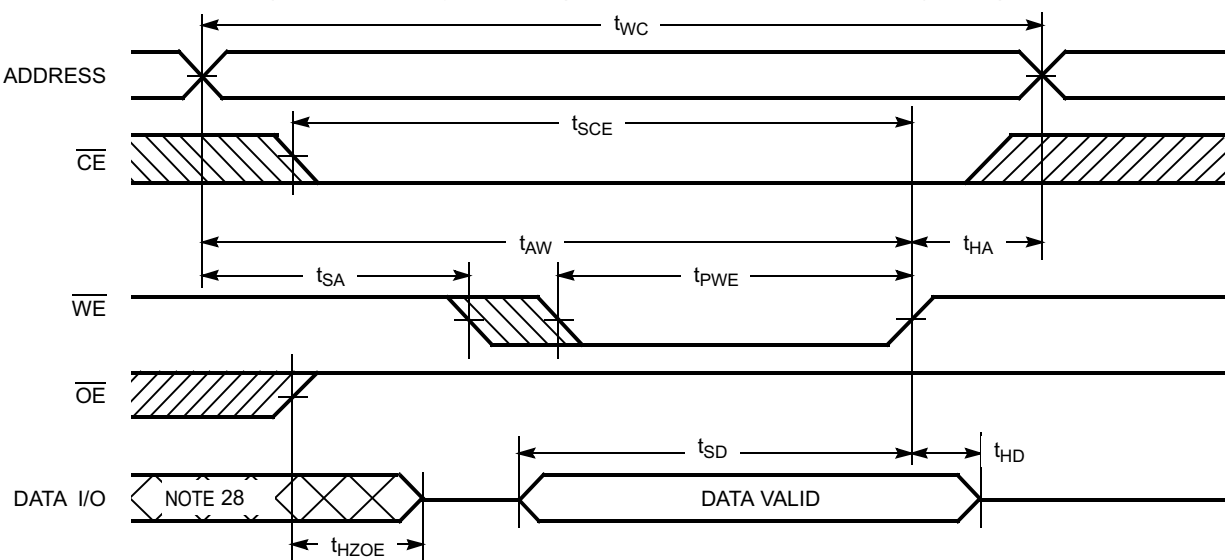 tWC
ADDRESS
tSCE
CE
tAW
tHA
tSA
tPWE
WE
OE
tSD
tHD
DATA I/O
NOTE 28
DATA VALID
tHZOE